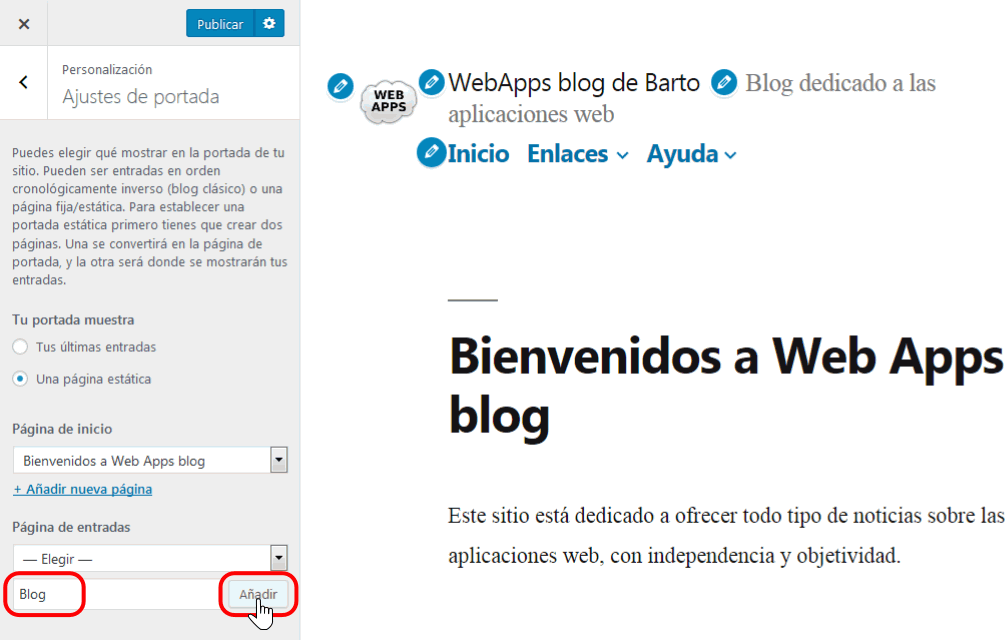 Publicar
Personalización
Ajustes de portada
Puedes elegir qué mostrar en la portada de tu
sitio. Pueden ser entradas en orden
cronológicamente inverso (blog clásico) o una
página fija/estática. Para establecer una
portada estática primero tienes que crear dos
páginas. Una se convertirá en la página de
portada, y la otra será donde se mostrarán tus
entradas.
Tu portada muestra
Tus últimas entradas
Una página estática
Página de inicio
Bienvenidos a Web Apps blog
+ Añadir nueva página
Página de entradas
— Elegir —
Blog
Añadir
WEB
APPS
WebApps blog de Barto
Blog dedicado a las
aplicaciones web
Inicio Enlaces Ayuda
Bienvenidos a Web Apps
blog
Este sitio está dedicado a ofrecer todo tipo de noticias sobre las
aplicaciones web, con independencia y objetividad.